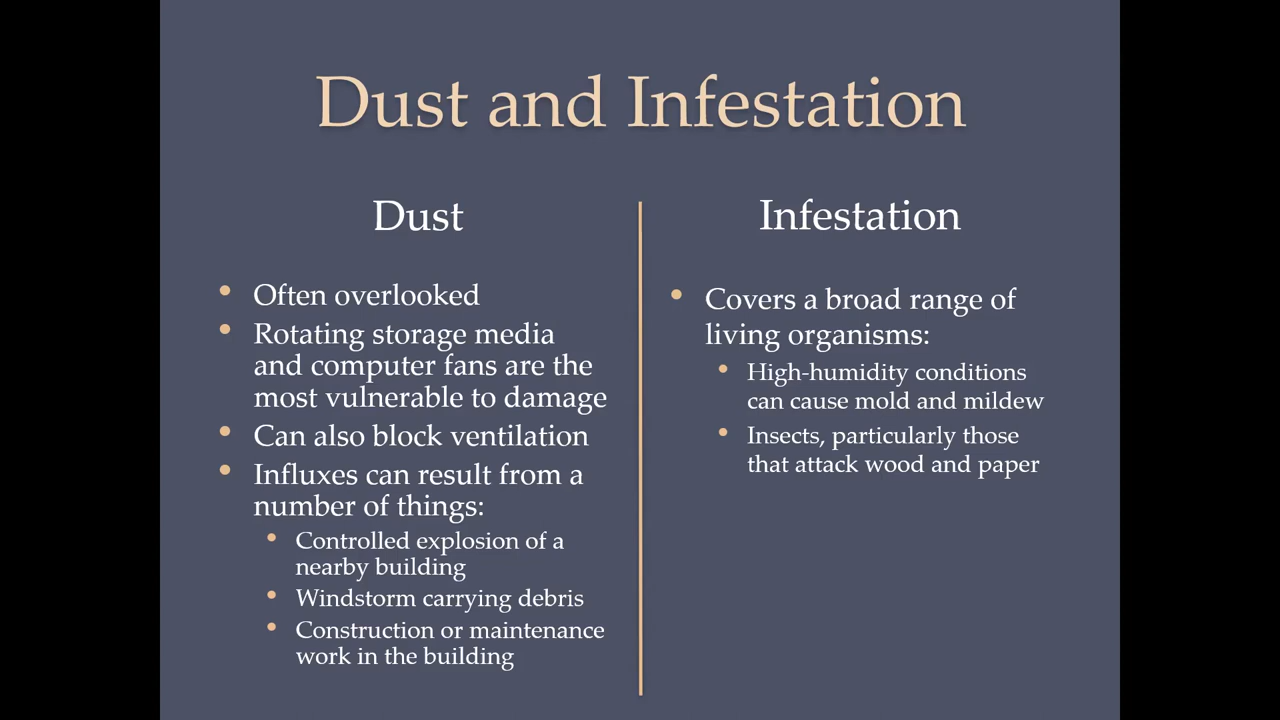 Dust and Infestation
Dust
• Often overlooked
• Rotating storage media
and computer fans are the
most vulnerable to damage
• Can also block ventilation
• Influxes can result from a
number of things:
• Controlled explosion of a
nearby building
• Windstorm carrying debris
• Construction or maintenance
work in the building
Infestation
• Covers a broad range of
living organisms:
• High-humidity conditions
can cause mold and mildew
• Insects, particularly those
that attack wood and paper